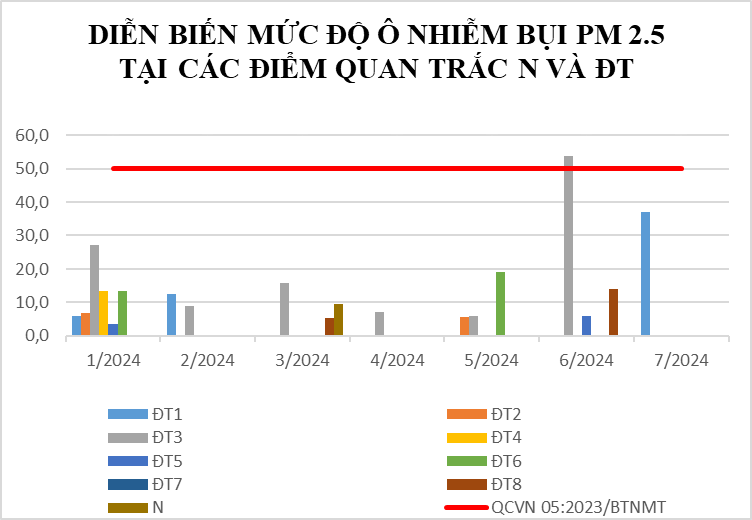 DIỄN BIẾN MỨC ĐỘ Ô NHIỄM BỤI PM 2.5
TẠI CÁC ĐIỂM QUAN TRẮC N VÀ ĐT
60,0
50,0
40,0
30,0
20,0
10,0
0,0
1/2024 2/2024 3/2024 4/2024 5/2024 6/2024 7/2024
ĐT1 ĐT2
ĐT3 ĐT4
ĐT5 ĐT6
ĐT7 ĐT8
N QCVN 05:2023/BTNMT